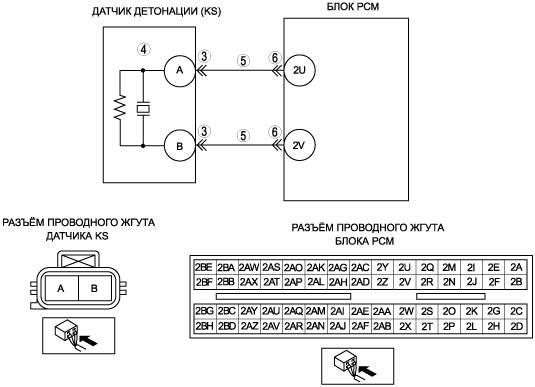 ДАТЧИК ДЕТОНАЦИИ (KS)
БЛОК PCM
4
3
5
6
A
2U
3
5
6
B
2V
РАЗЪЁМ ПРОВОДНОГО ЖГУТА
ДАТЧИКА KS
A B
РАЗЪЁМ ПРОВОДНОГО ЖГУТА
БЛОКА PCM
2BE 2BA 2AW 2AS 2AO 2AK 2AG 2AC 2Y 2U 2Q 2M 2I 2E 2A
2BF 2BB 2AX 2AT 2AP 2AL 2AH 2AD 2Z 2V 2R 2N 2J 2F 2B
2BG 2BC 2AY 2AU 2AQ 2AM 2AI 2AE 2AA 2W 2S 2O 2K 2G 2C
2BH 2BD 2AZ 2AV 2AR 2AN 2AJ 2AF 2AB 2X 2T 2P 2L 2H 2D